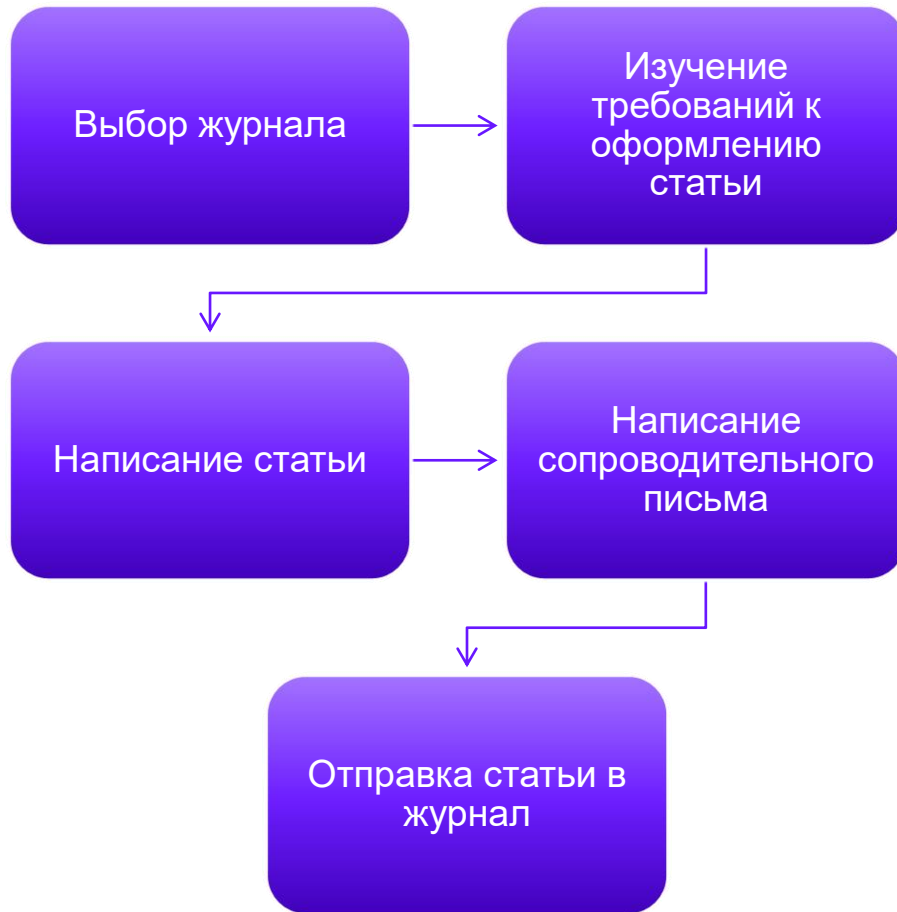 Выбор журнала
Изучение
требований к
оформлению
статьи
Написание статьи
Написание
сопроводительного
письма
Отправка статьи в
журнал